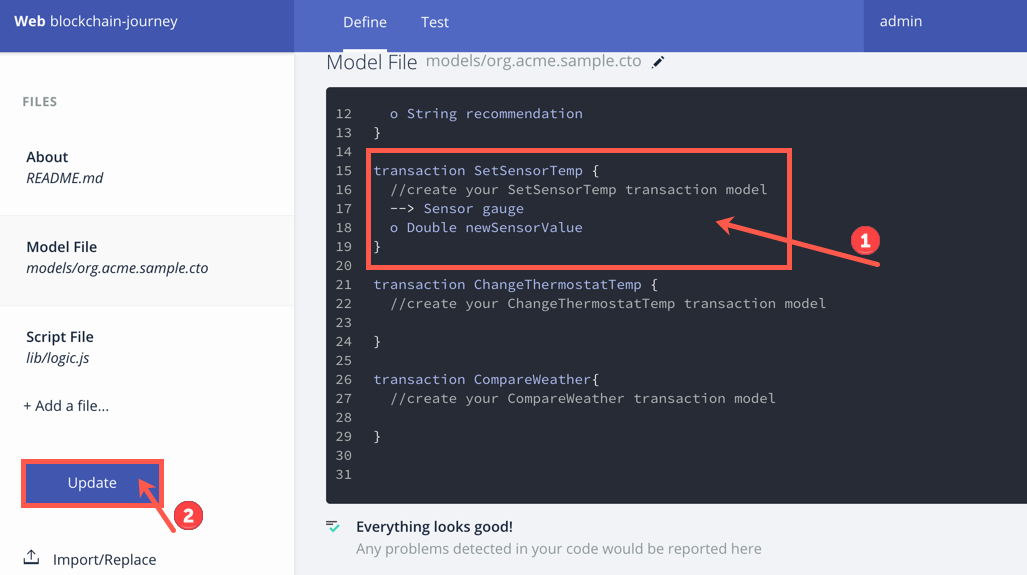 Web blockchain-journey
Define
Test
admin
FILES
About
README.md
Model File
models/org.acme.sample.cto
Script File
lib/logic.js
+ Add a file...
Update
2
Import/Replace
Model File models/org.acme.sample.cto
12 o String recommendation
13 }
14
15 transaction SetSensorTemp {
16 //create your SetSensorTemp transaction model
17 --> Sensor gauge
18 o Double newSensorValue
19 }
20
21 transaction ChangeThermostatTemp {
22 //create your ChangeThermostatTemp transaction model
23
24 }
25
26 transaction CompareWeather{
27 //create your CompareWeather transaction model
28
29 }
30
31
1
Everything looks good!
Any problems detected in your code would be reported here